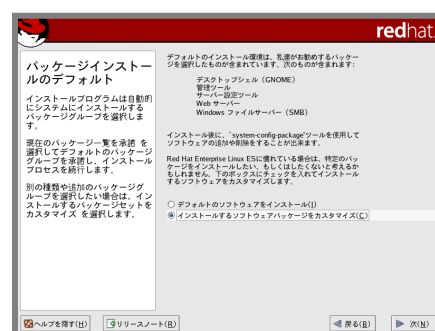 redhat.
パッケージインストー
ルのデフォルト
インストールプログラムは自動的
にシステムにインストールする
パッケージグループを選択しま
す。
現在のパッケージ一覧を承諾 を
選択してデフォルトのパッケージ
グループを承諾し、インストール
プロセスを続行します。
別の種類や追加のパッケージグ
ループを選択したい場合は、イン
ストールするパッケージセットを
カスタマイズ を選択します。
デフォルトのインストール環境は、私達がお勧めするパッケー
ジを選択したものが含まれています。次のものが含まれます:
デスクトップシェル（GNOME）
管理ツール
サーバー設定ツール
Web サーバー
Windows ファイルサーバー（SMB）
インストール後に、`system-config-package'ツールを使用して
ソフトウェアの追加や削除をすることが出来ます。
Red Hat Enterprise Linux ESに慣れている場合は、特定のパッ
ケージをインストールしたい、もしくはしたくないと考えるか
もしれません。下のボックスにチェックを入れてインストール
するソフトウェアをカスタマイズします。
デフォルトのソフトウェアをインストール(I)
インストールするソフトウェアパッケージをカスタマイズ(C)
ヘルプを隠す(H)
リリースノート(R)
戻る(B)
次(N)